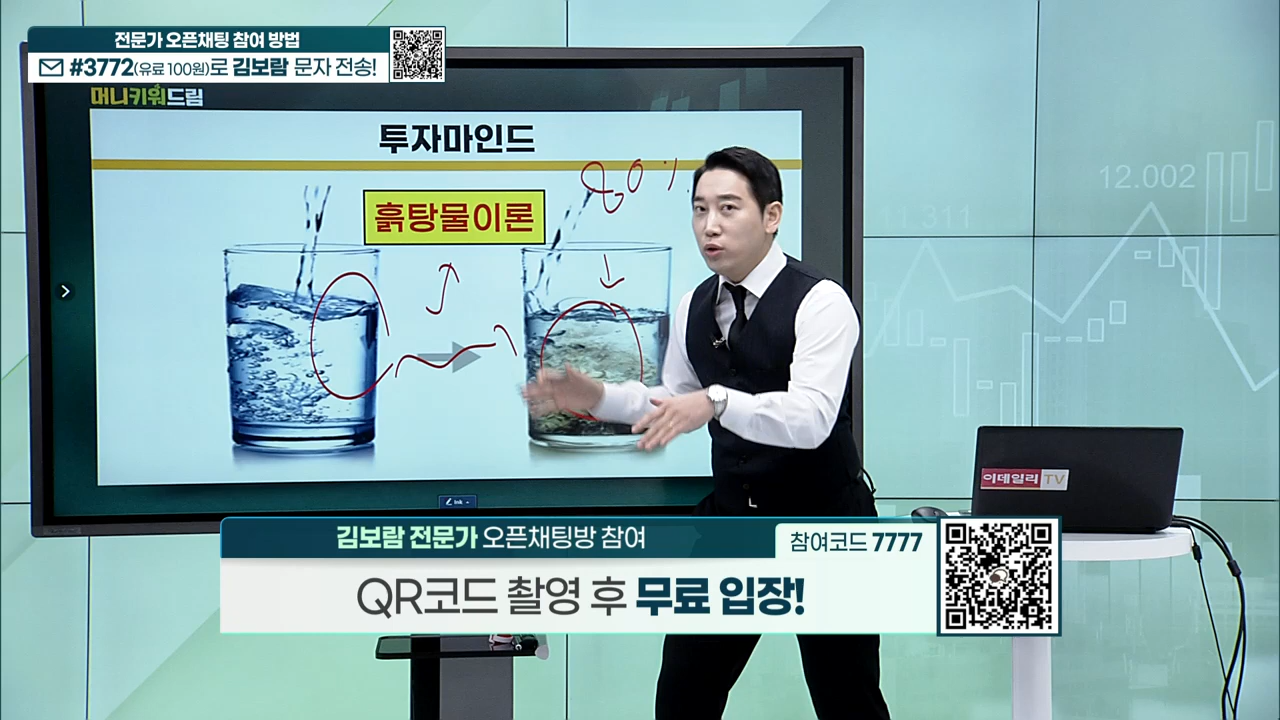 전문가 오픈채팅 참여 방법
#3772(유료 100원)로 김보람 문자 전송!
머니키워드림
투자마인드
80%
흙탕물이론
12.002
311
Ink
이데일리TV
김보람 전문가 오픈채팅방 참여
참여코드 7777
QR코드 촬영 후 무료 입장!